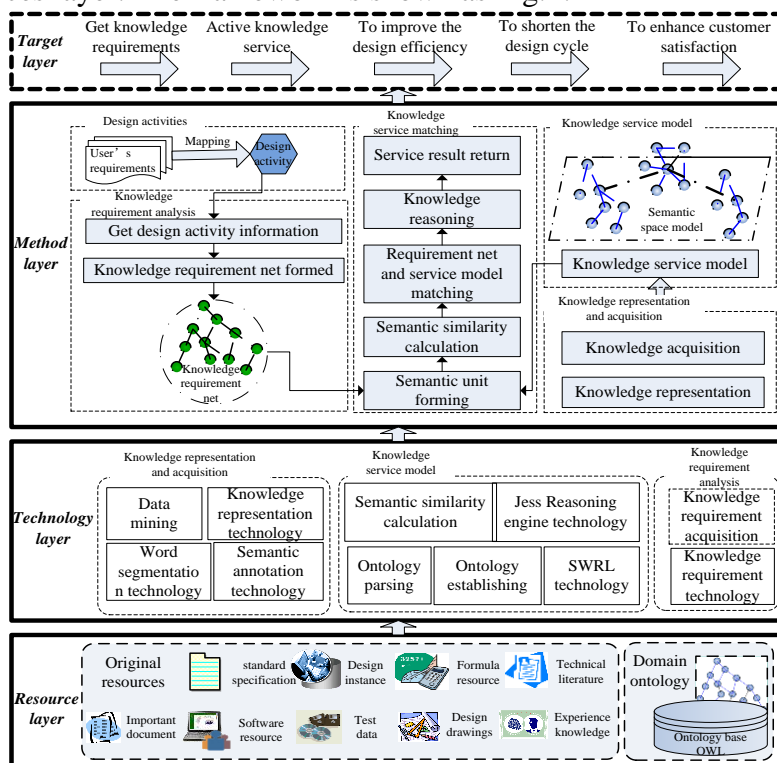 Get knowledge
requirements
Active knowledge
service
To improve the
design efficiency
To shorten the
design cycle
To enhance customer
satisfaction
Target
layer
Design activities
User's
requirements
Mapping
Design
activity
Knowledge
requirement analysis
Get design activity information
Knowledge requirement net formed
Knowledge
requirement
net
Method
layer
Knowledge
service matching
Service result return
Knowledge
reasoning
Requirement net
and service model
matching
Semantic similarity
calculation
Semantic unit
forming
Knowledge service model
Semantic
space model
Knowledge service model
Knowledge representation
and acquisition
Knowledge acquisition
Knowledge representation
Technology
layer
Knowledge representation
and acquisition
Data
mining
Knowledge
representation
technology
Word
segmentatio
n technology
Semantic
annotation
technology
Knowledge
service model
Semantic similarity
calculation
Jess Reasoning
engine technology
Ontology
parsing
Ontology
establishing
SWRL
technology
Knowledge
requirement
analysis
Knowledge
requirement
acquisition
Knowledge
requirement
technology
Resource
layer
Original
resources
standard
specification
Design
instance
Formula
resource
Technical
literature
Important
document
Software
resource
Test
data
Design
drawings
Experience
knowledge
Domain
ontology
Ontology base
OWL